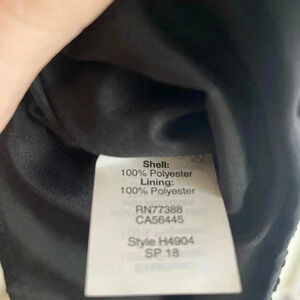 Shell:
100% Polyester
Lining:
100% Polyester
RN77388
CA56445
Style H4904
SP 18